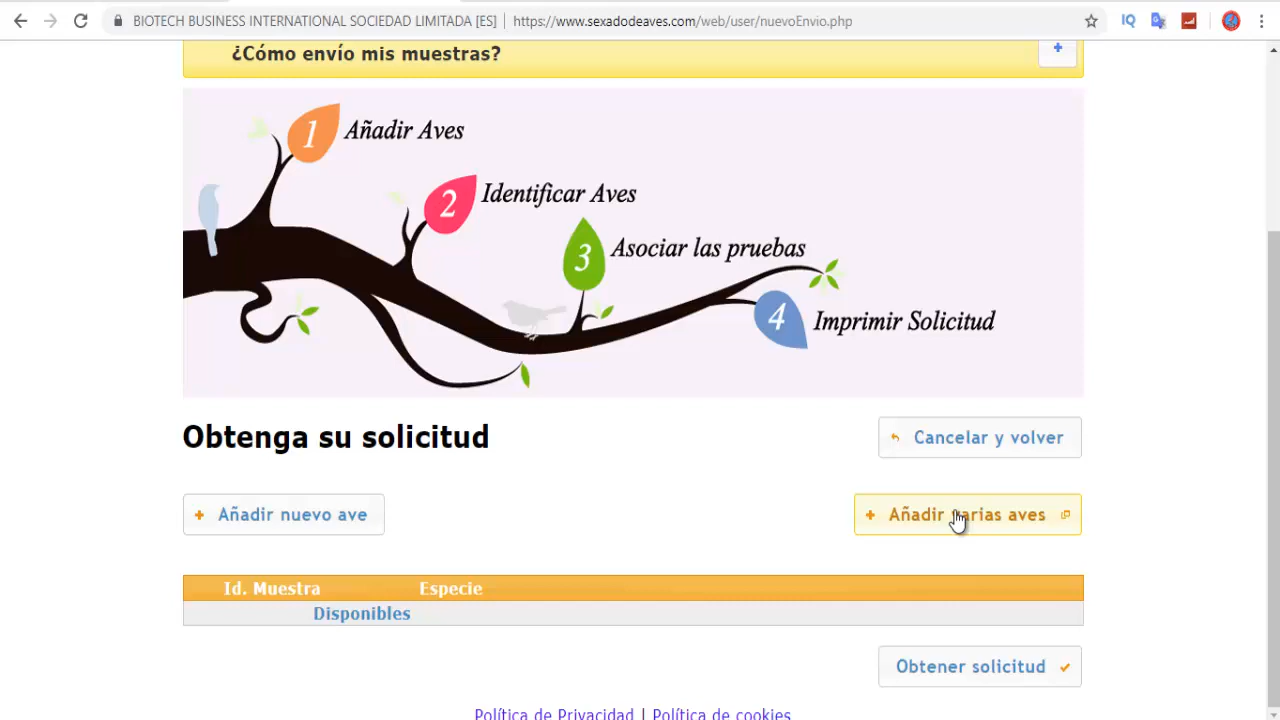 BIOTECH BUSINESS INTERNATIONAL SOCIEDAD LIMITADA [ES] | https://www.sexadodeaves.com/web/user/nuevoEnvio.php
IQ
¿Cómo envío mis muestras?
+
1 Añadir Aves
2 Identificar Aves
3 Asociar las pruebas
4 Imprimir Solicitud
Obtenga su solicitud
Cancelar y volver
+ Añadir nuevo ave
+ Añadir varias aves
Id. Muestra Especie
Disponibles
Obtener solicitud
Política de Privacidad | Política de cookies